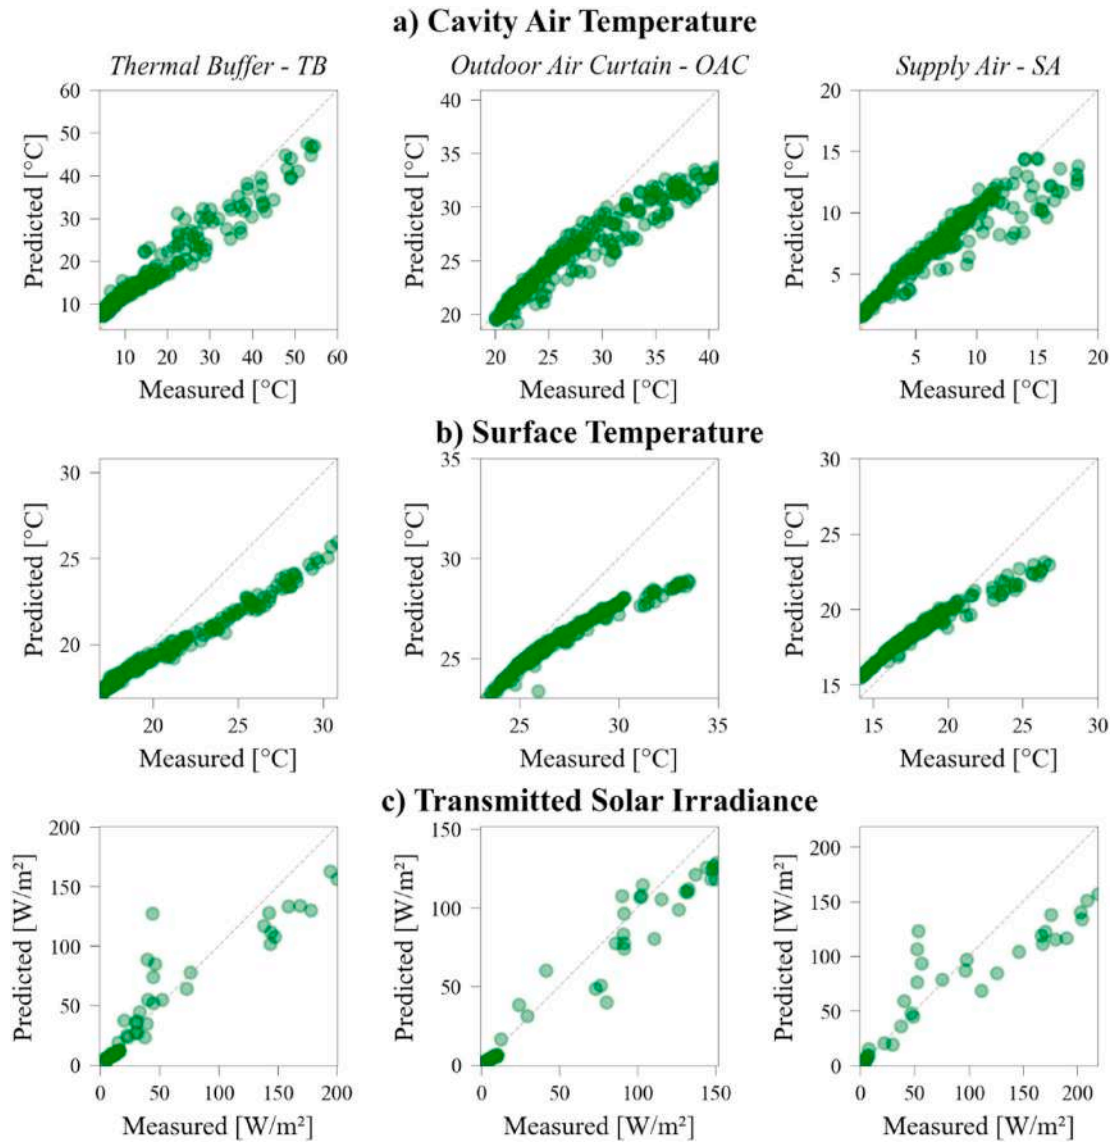 a) Cavity Air Temperature
Thermal Buffer - TB
Outdoor Air Curtain - OAC
Supply Air - SA
Predicted [°C]
60
50
40
30
20
10
10 20 30 40 50 60
Measured [°C]
Predicted [°C]
40
35
30
25
20
20 25 30 35 40
Measured [°C]
Predicted [°C]
20
15
10
5
5 10 15 20
Measured [°C]
b) Surface Temperature
Predicted [°C]
30
25
20
20 25 30
Measured [°C]
Predicted [°C]
35
30
25
25 30 35
Measured [°C]
Predicted [°C]
30
25
20
15
15 20 25 30
Measured [°C]
c) Transmitted Solar Irradiance
Predicted [W/m²]
200
150
100
50
0
0 50 100 150 200
Measured [W/m²]
Predicted [W/m²]
150
100
50
0
0 50 100 150
Measured [W/m²]
Predicted [W/m²]
200
150
100
50
0
0 50 100 150 200
Measured [W/m²]